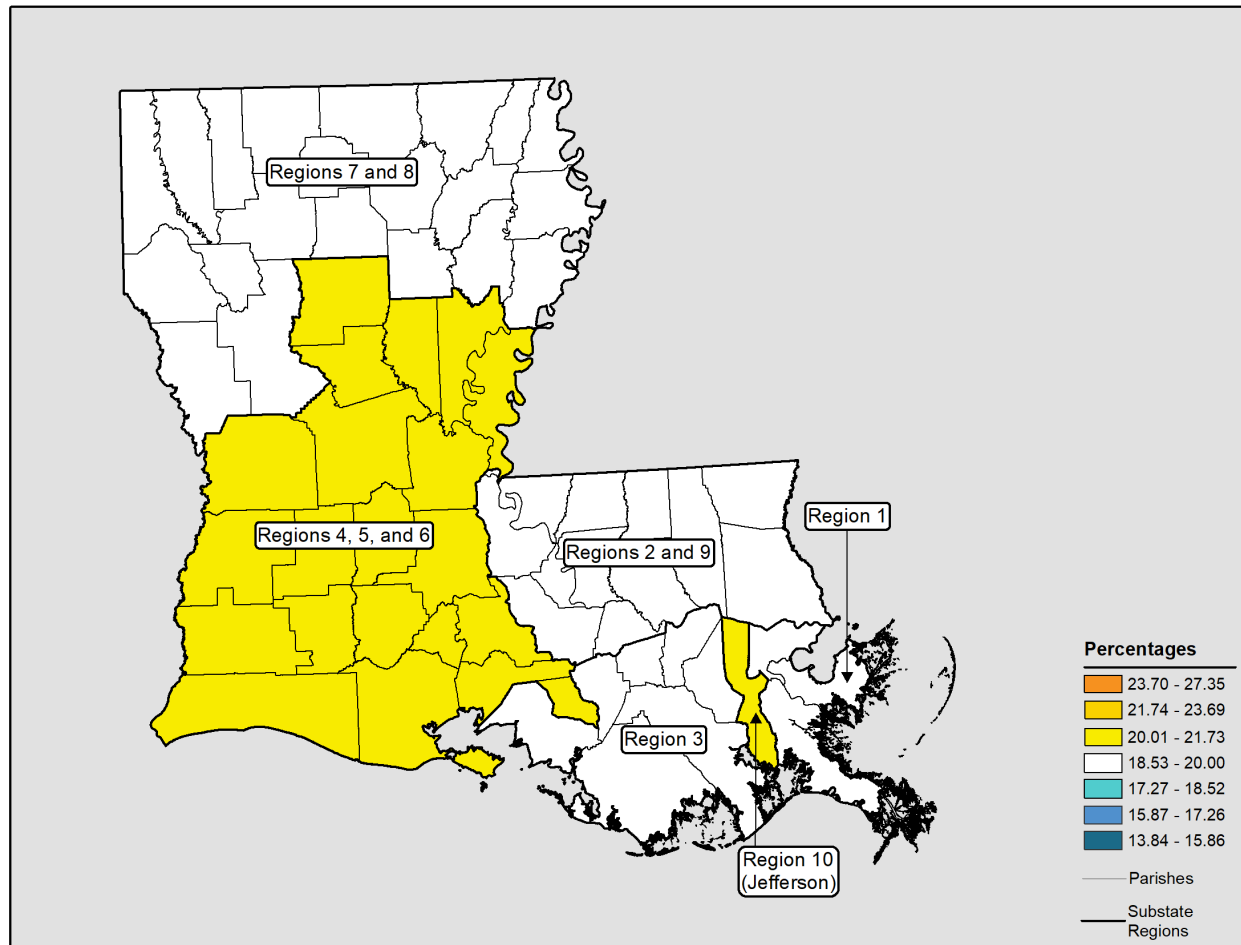 Regions 7 and 8
Region 1
Regions 4, 5, and 6
Regions 2 and 9
Region 3
Region 10
(Jefferson)
Percentages
23.70 - 27.35
21.74 - 23.69
20.01 - 21.73
18.53 - 20.00
17.27 - 18.52
15.87 - 17.26
13.84 - 15.86
Parishes
Substate
Regions